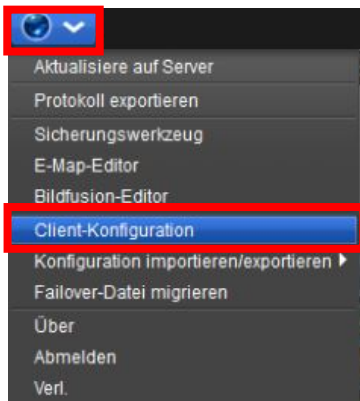 Aktualisiere auf Server
Protokoll exportieren
Sicherungswerkzeug
E-Map-Editor
Bildfusion-Editor
Client-Konfiguration
Konfiguration importieren/exportieren
Failover-Datei migrieren
Über
Abmelden
Verl.